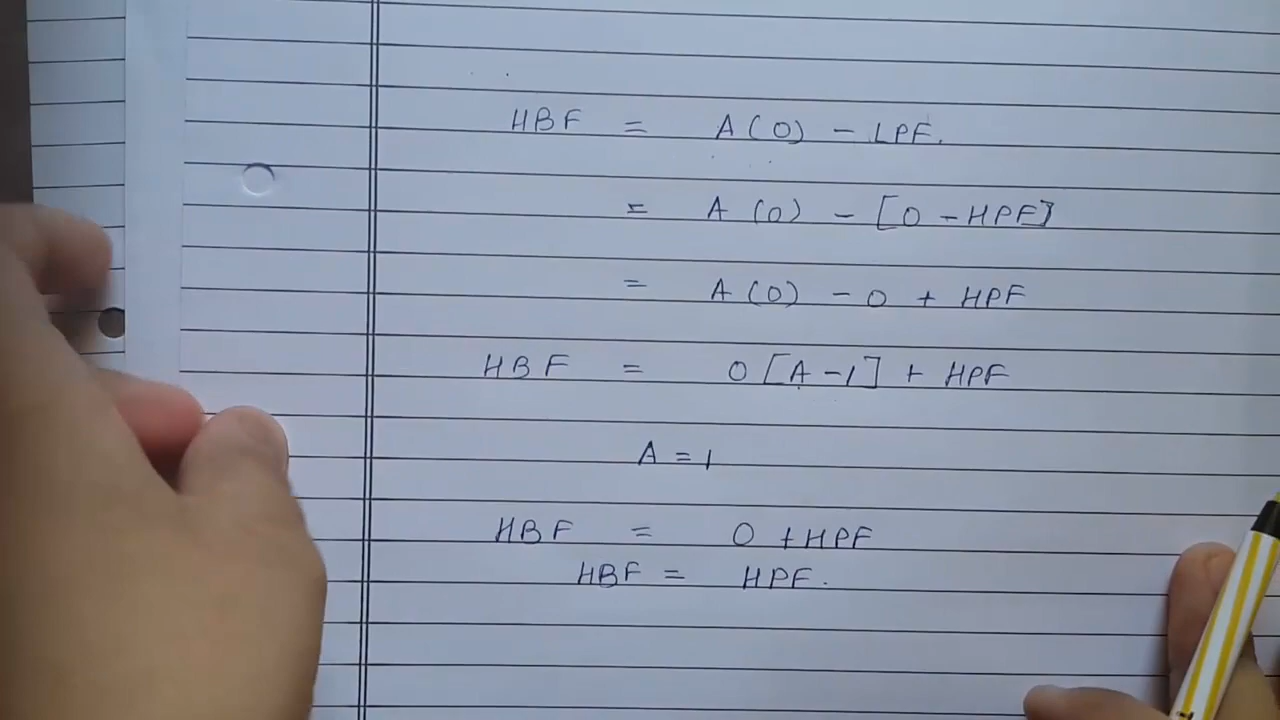 HBF = A(O) - LPF.
= A(O) - [O - HPF]
= A(O) - O + HPF
HBF = O[A-1] + HPF
A = 1
HBF = O + HPF
HBF = HPF.